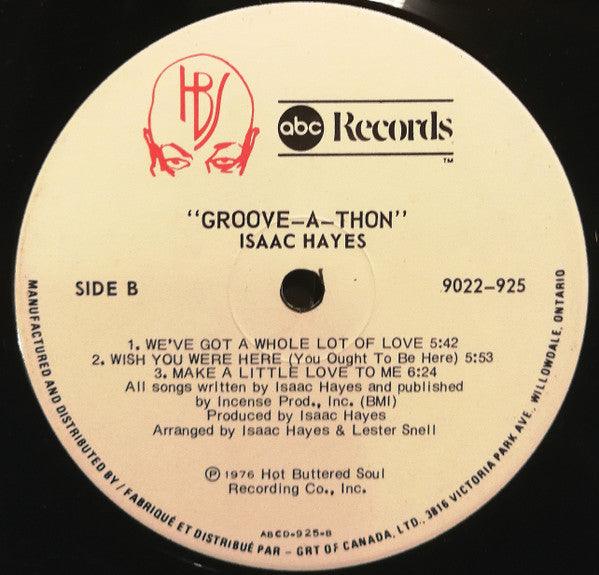 HBS
abc Records
TM
"GROOVE-A-THON"
ISAAC HAYES
SIDE B
9022-925
1. WE'VE GOT A WHOLE LOT OF LOVE 5:42
2. WISH YOU WERE HERE (You Ought To Be Here) 5:53
3. MAKE A LITTLE LOVE TO ME 6:24
All songs written by Isaac Hayes and published
by Incense Prod., Inc. (BMI)
Produced by Isaac Hayes
Arranged by Isaac Hayes & Lester Snell
Ⓟ 1976 Hot Buttered Soul
Recording Co., Inc.
ABCD-925-B
MANUFACTURED AND DISTRIBUTED BY / FABRIQUÉ ET DISTRIBUÉ PAR - GRT OF CANADA, LTD., 3816 VICTORIA PARK AVE. WILLOWDALE, ONTARIO